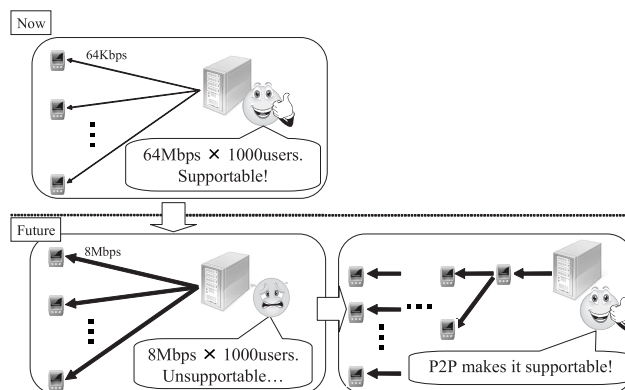 Now
64Kbps
64Mbps × 1000users.
Supportable!
Future
8Mbps
8Mbps × 1000users.
Unsupportable…
P2P makes it supportable!